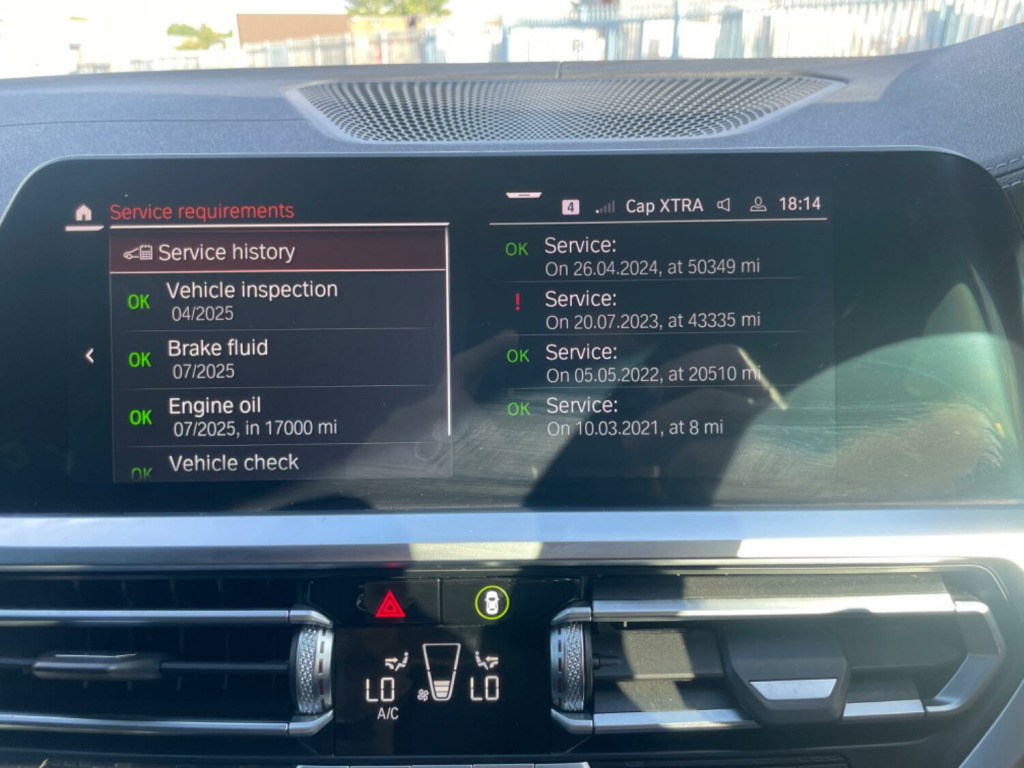 Service requirements
4 Cap XTRA 18:14
Service history
OK Vehicle inspection
04/2025
OK Brake fluid
07/2025
OK Engine oil
07/2025, in 17000 mi
OK Vehicle check
OK Service:
On 26.04.2024, at 50349 mi
! Service:
On 20.07.2023, at 43335 mi
OK Service:
On 05.05.2022, at 20510 mi
OK Service:
On 10.03.2021, at 8 mi
LO LO
A/C